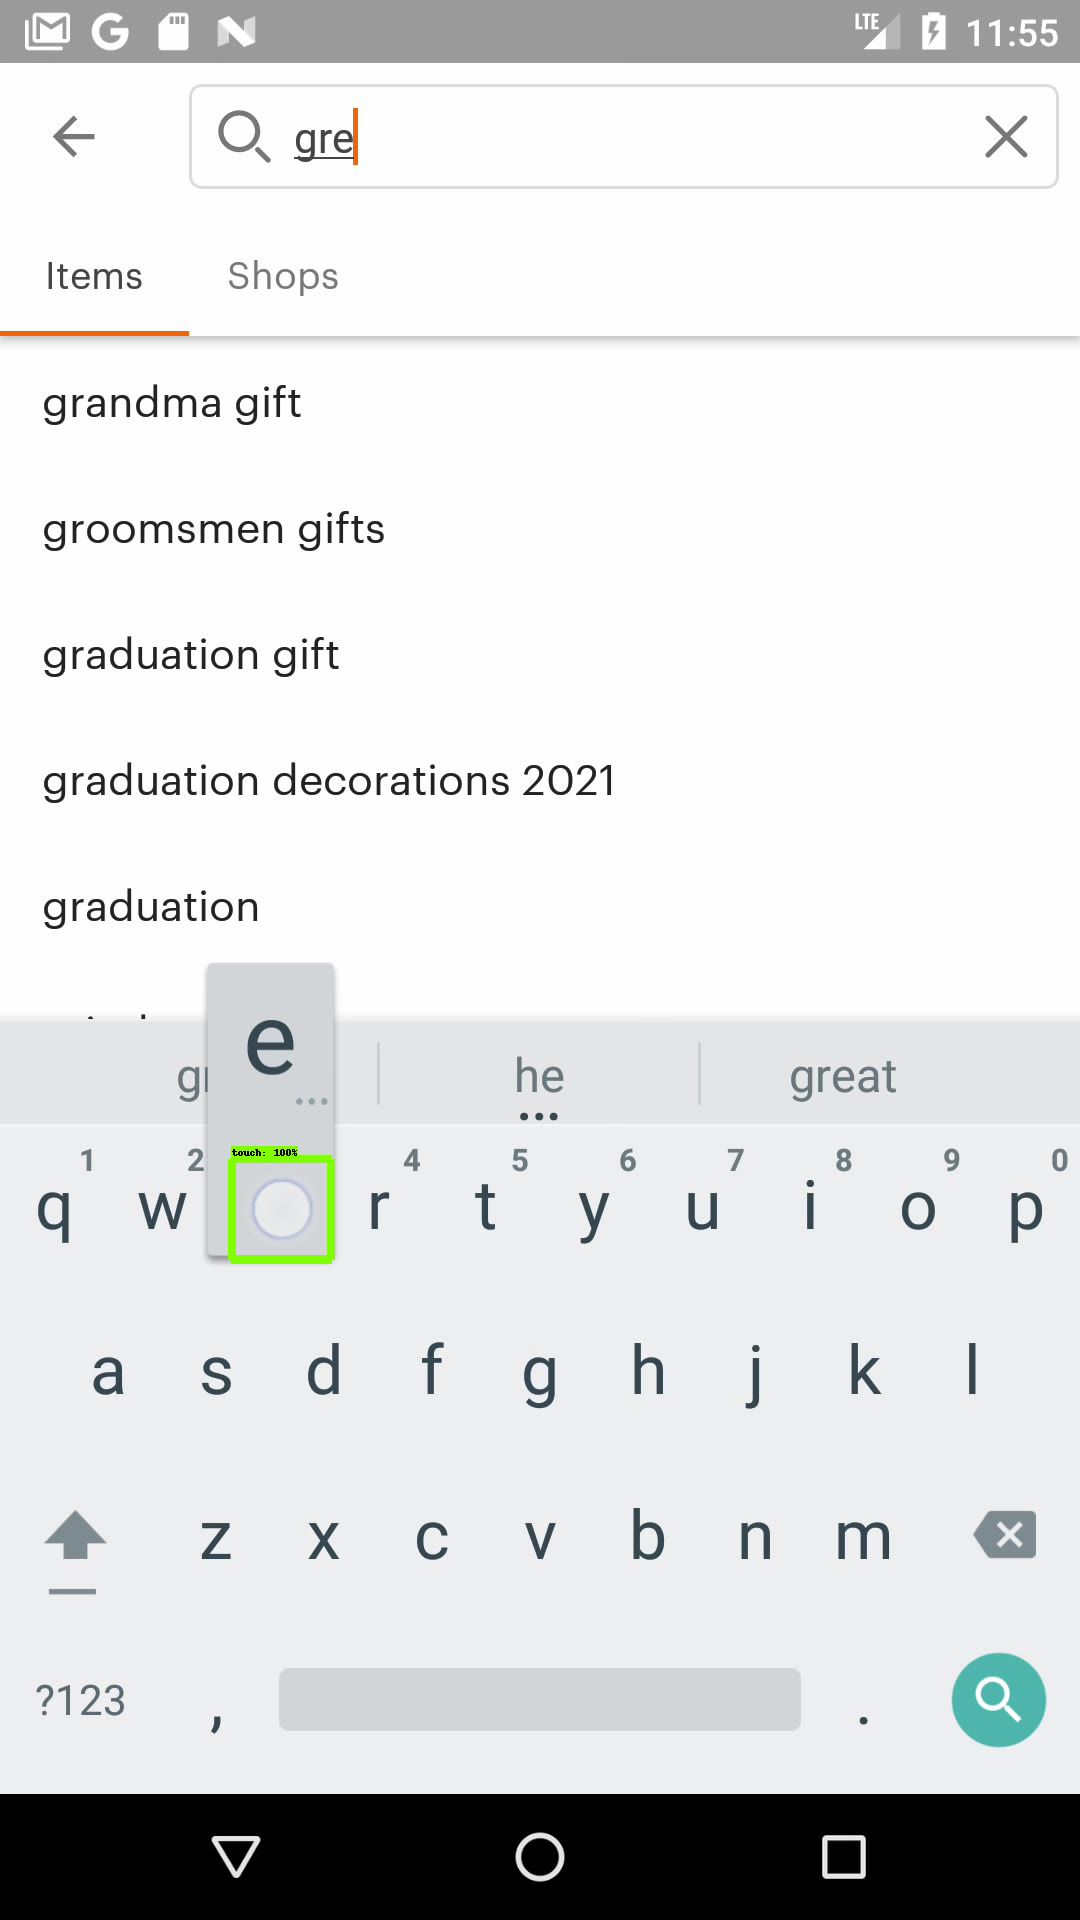 LTE 11:55
gre
Items Shops
grandma gift
groomsmen gifts
graduation gift
graduation decorations 2021
graduation
e
he great
...
touch: 100%
1 2 4 5 6 7 8 9 0
q w r t y u i o p
a s d f g h j k l
z x c v b n m
?123 , .